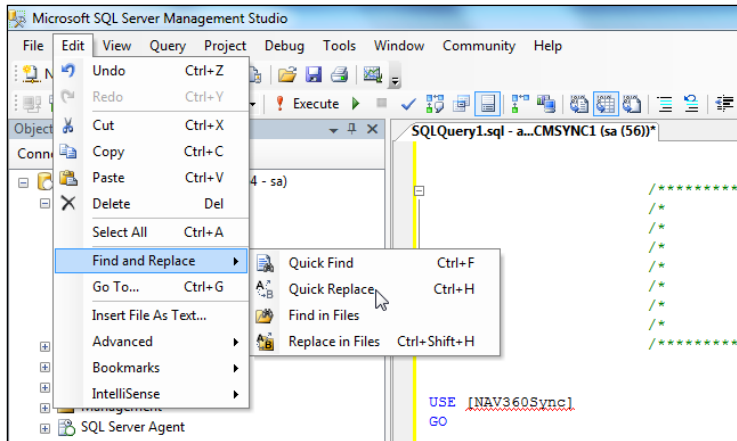 Microsoft SQL Server Management Studio
File Edit View Query Project Debug Tools Window Community Help
N
Undo Ctrl+Z
Redo Ctrl+Y
Execute
Object
SQLQuery1.sql - a...CMSYNC1 (sa (56))*
Cut Ctrl+X
Conn
Copy Ctrl+C
Paste Ctrl+V
4 - sa)
Delete Del
/*********
Select All Ctrl+A
/*
/*
Find and Replace
Quick Find Ctrl+F
/*
/*
Go To... Ctrl+G
Quick Replace Ctrl+H
/*
Insert File As Text...
Find in Files
/*
/*
Advanced
Replace in Files Ctrl+Shift+H
/*********
Bookmarks
IntelliSense
USE [NAV360Sync]
Management
GO
SQL Server Agent